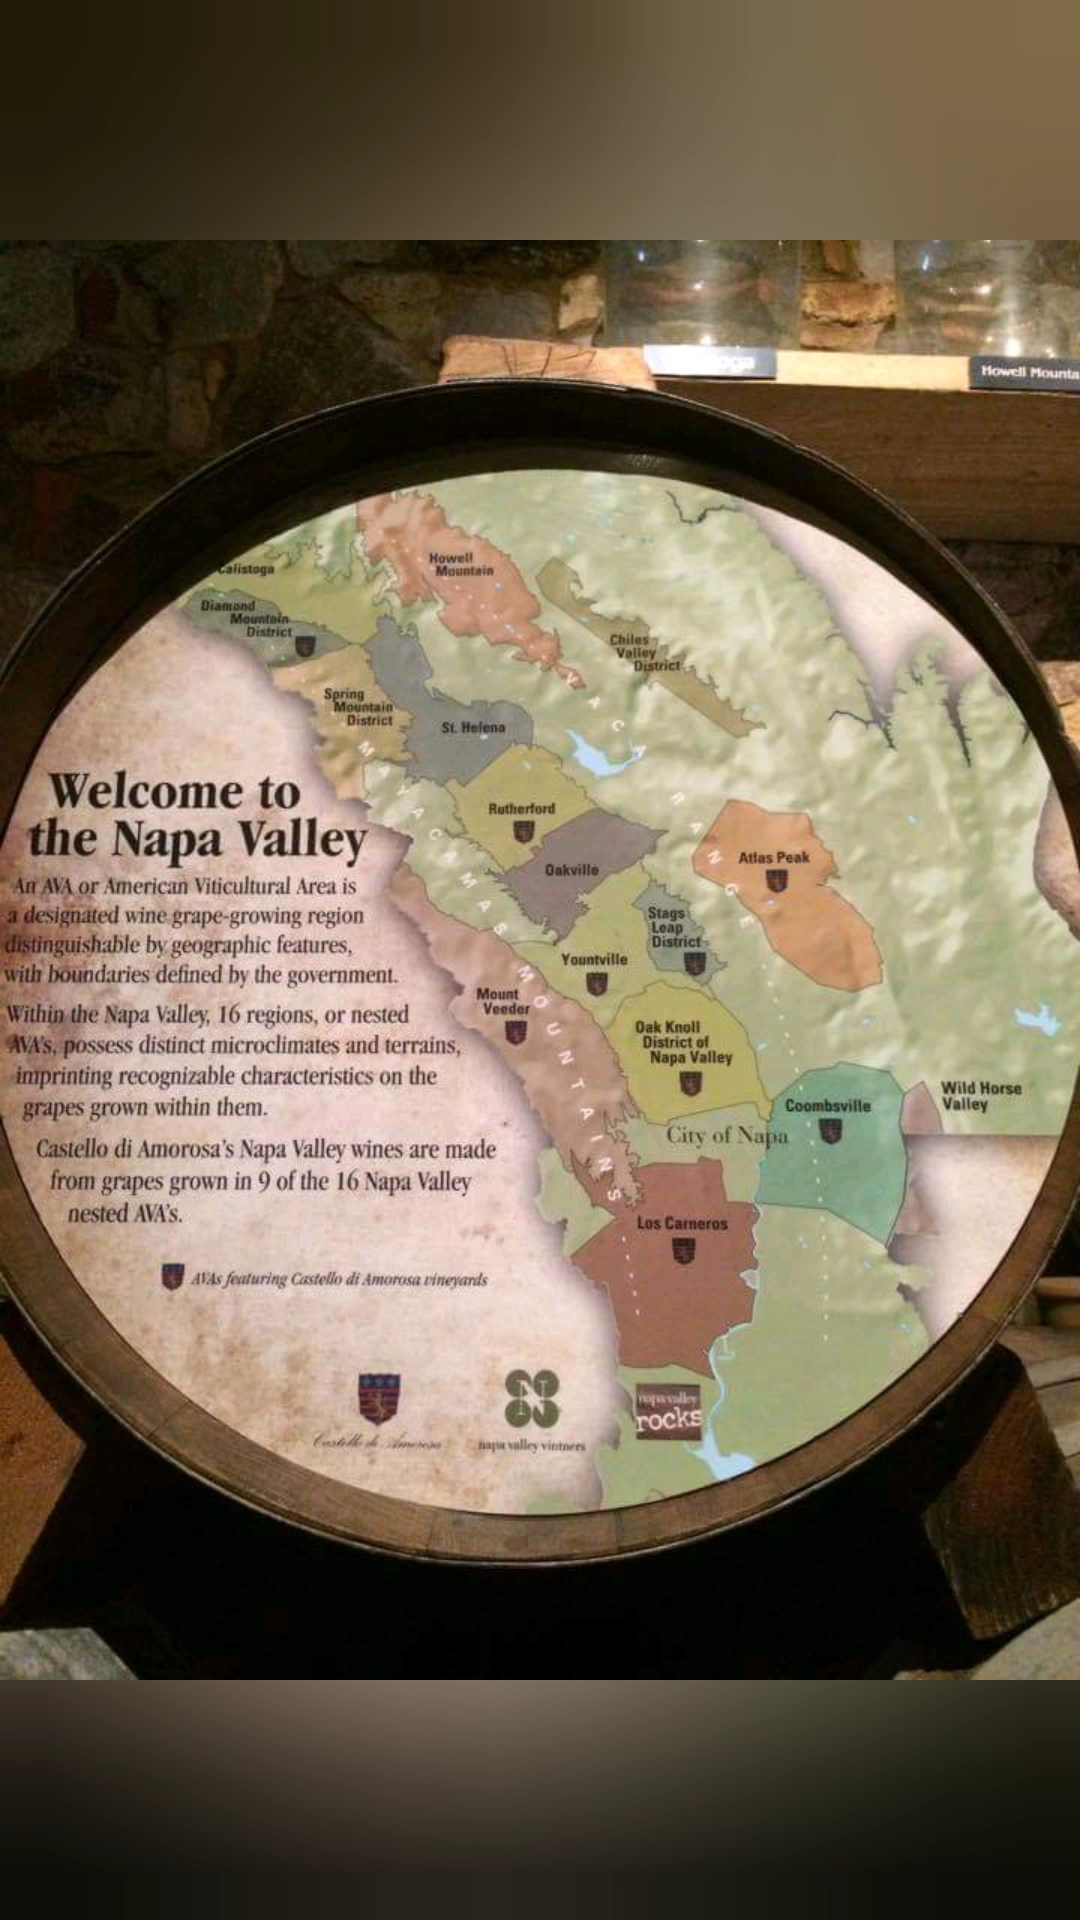 Howell Mounta
Calistoga
Howell
Mountain
Diamond
Mountain
District
Chiles
Valley
District
Spring
Mountain
District
St. Helena
VACA RANGE
MAYACAMAS MOUNTAINS
Rutherford
Oakville
Atlas Peak
Stags
Leap
District
Yountville
Mount
Veeder
Oak Knoll
District of
Napa Valley
Coombsville
Wild Horse
Valley
City of Napa
Los Carneros
Welcome to
the Napa Valley
An AVA or American Viticultural Area is
a designated wine grape-growing region
distinguishable by geographic features,
with boundaries defined by the government.
Within the Napa Valley, 16 regions, or nested
AVA's, possess distinct microclimates and terrains,
imprinting recognizable characteristics on the
grapes grown within them.
Castello di Amorosa's Napa Valley wines are made
from grapes grown in 9 of the 16 Napa Valley
nested AVA's.
AVAs featuring Castello di Amorosa vineyards
Castello di Amorosa
N
napa valley vintners
napa valley
rocks